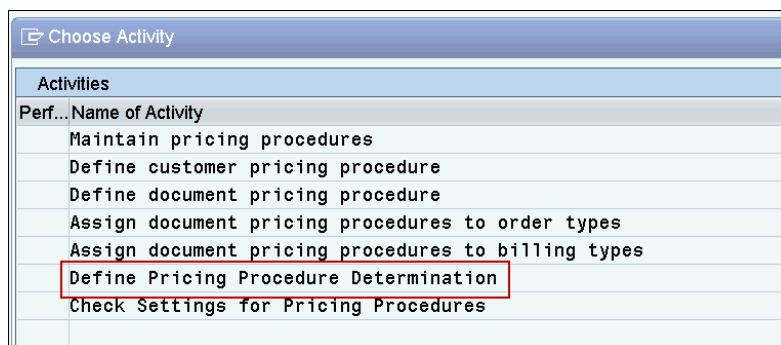 Choose Activity
Activities
Perf... Name of Activity
Maintain pricing procedures
Define customer pricing procedure
Define document pricing procedure
Assign document pricing procedures to order types
Assign document pricing procedures to billing types
Define Pricing Procedure Determination
Check Settings for Pricing Procedures